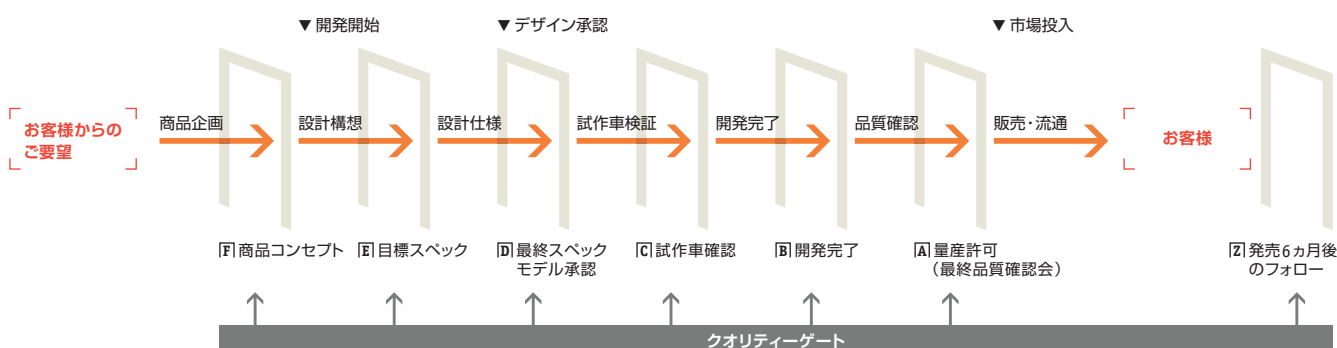 ▼ 開発開始
▼ デザイン承認
▼ 市場投入
お客様からの
ご要望
商品企画
設計構想
設計仕様
試作車検証
開発完了
品質確認
販売・流通
お客様
F 商品コンセプト
E 目標スペック
D 最終スペック
モデル承認
C 試作車確認
B 開発完了
A 量産許可
（最終品質確認会）
Z 発売6ヵ月後
のフォロー
クオリティーゲート